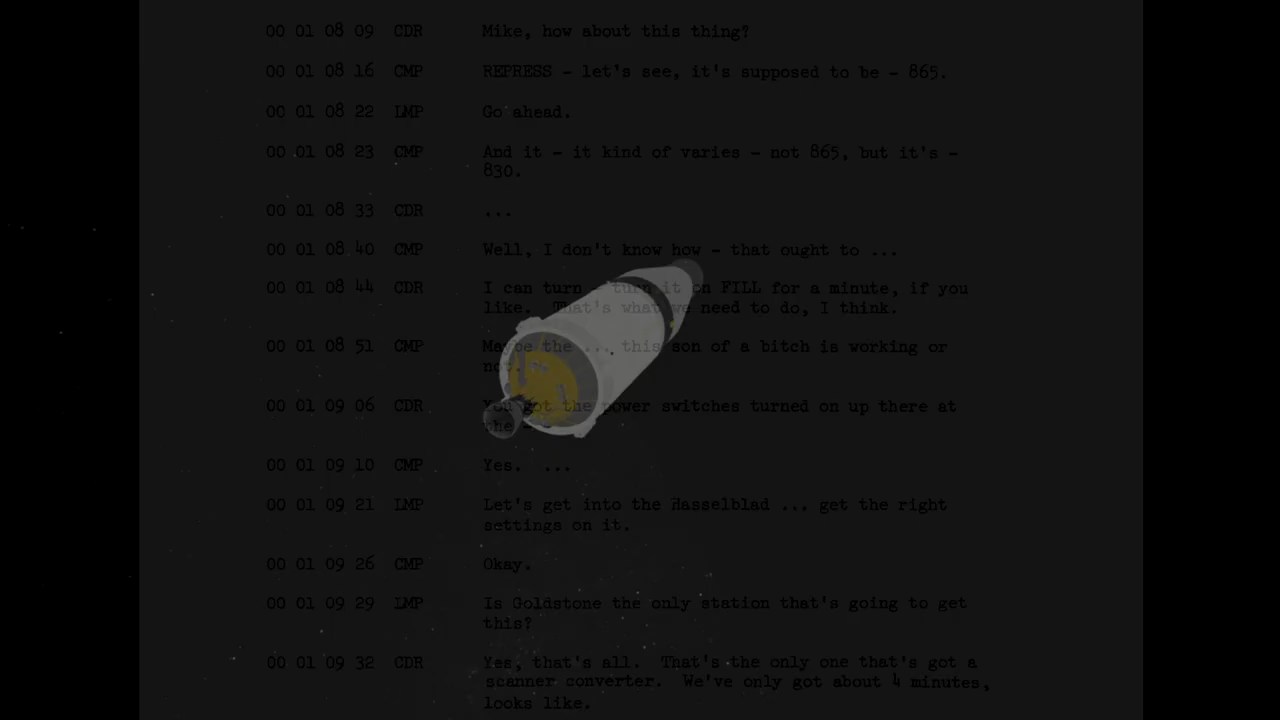 00 01 08 09 CDR Mike, how about this thing?
00 01 08 16 CMP REPRESS - let's see, it's supposed to be - 865.
00 01 08 22 LMP Go ahead.
00 01 08 23 CMP And it - it kind of varies - not 865, but it's -
830.
00 01 08 33 CDR ...
00 01 08 40 CMP Well, I don't know how - that ought to ...
00 01 08 44 CDR I can turn - turn it on FILL for a minute, if you
like. That's what we need to do, I think.
00 01 08 51 CMP Maybe the ... this son of a bitch is working or
not.
00 01 09 06 CDR You got the power switches turned on up there at
the
00 01 09 10 CMP Yes. ...
00 01 09 21 LMP Let's get into the Hasselblad ... get the right
settings on it.
00 01 09 26 CMP Okay.
00 01 09 29 LMP Is Goldstone the only station that's going to get
this?
00 01 09 32 CDR Yes, that's all. That's the only one that's got a
scanner converter. We've only got about 4 minutes,
looks like.